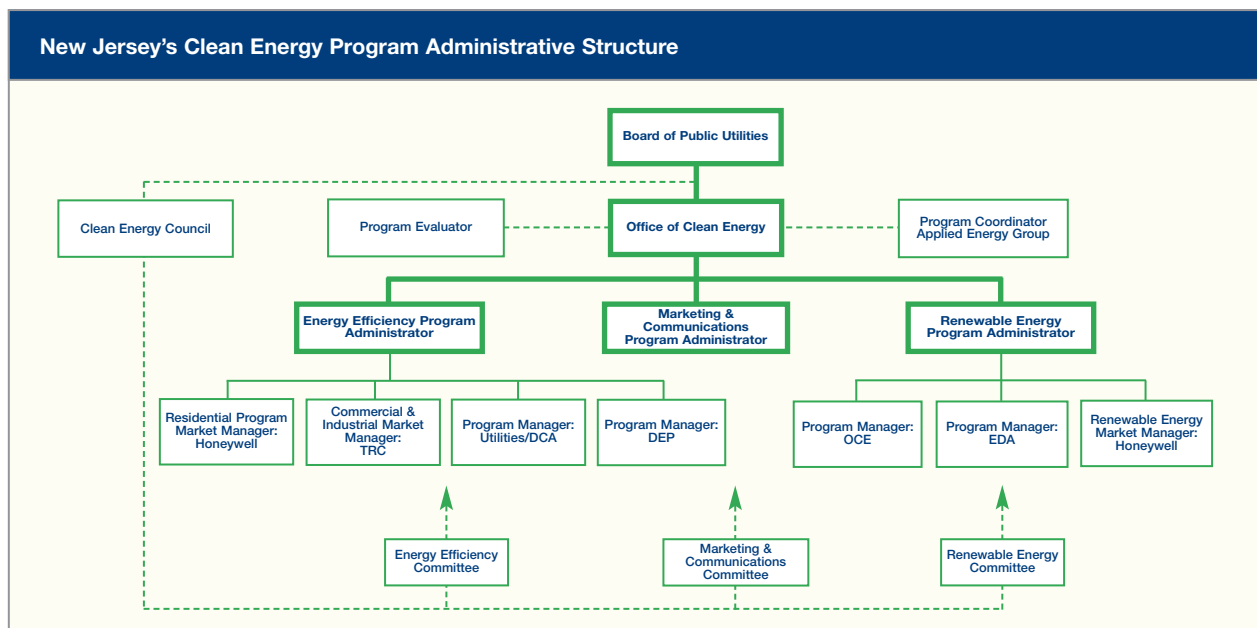 New Jersey’s Clean Energy Program Administrative Structure
Board of Public Utilities
Clean Energy Council
Program Evaluator
Office of Clean Energy
Program Coordinator
Applied Energy Group
Energy Efficiency Program
Administrator
Marketing &
Communications
Program Administrator
Renewable Energy
Program Administrator
Residential Program
Market Manager:
Honeywell
Commercial &
Industrial Market
Manager:
TRC
Program Manager:
Utilities/DCA
Program Manager:
DEP
Program Manager:
OCE
Program Manager:
EDA
Renewable Energy
Market Manager:
Honeywell
Energy Efficiency
Committee
Marketing &
Communications
Committee
Renewable Energy
Committee